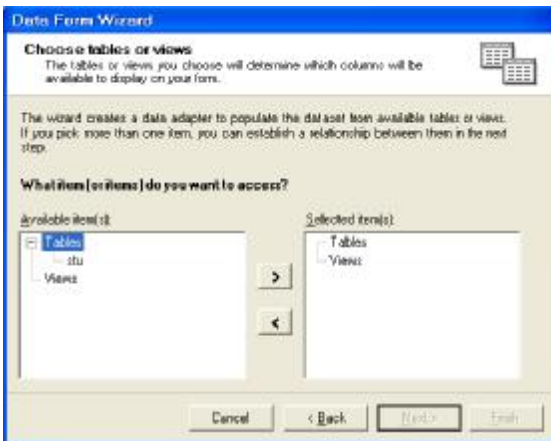 Data Form Wizard
Choose tables or views
The tables or views you choose will determine which columns will be
available to display on your form.
The wizard creates a data adapter to populate the dataset from available tables or views.
If you pick more than one item, you can establish a relationship between them in the next
step.
What item (or items) do you want to access?
Available item(s):
Selected item(s):
Tables
stu
Views
Tables
Views
>
<
Cancel
< Back
Next >
Finish